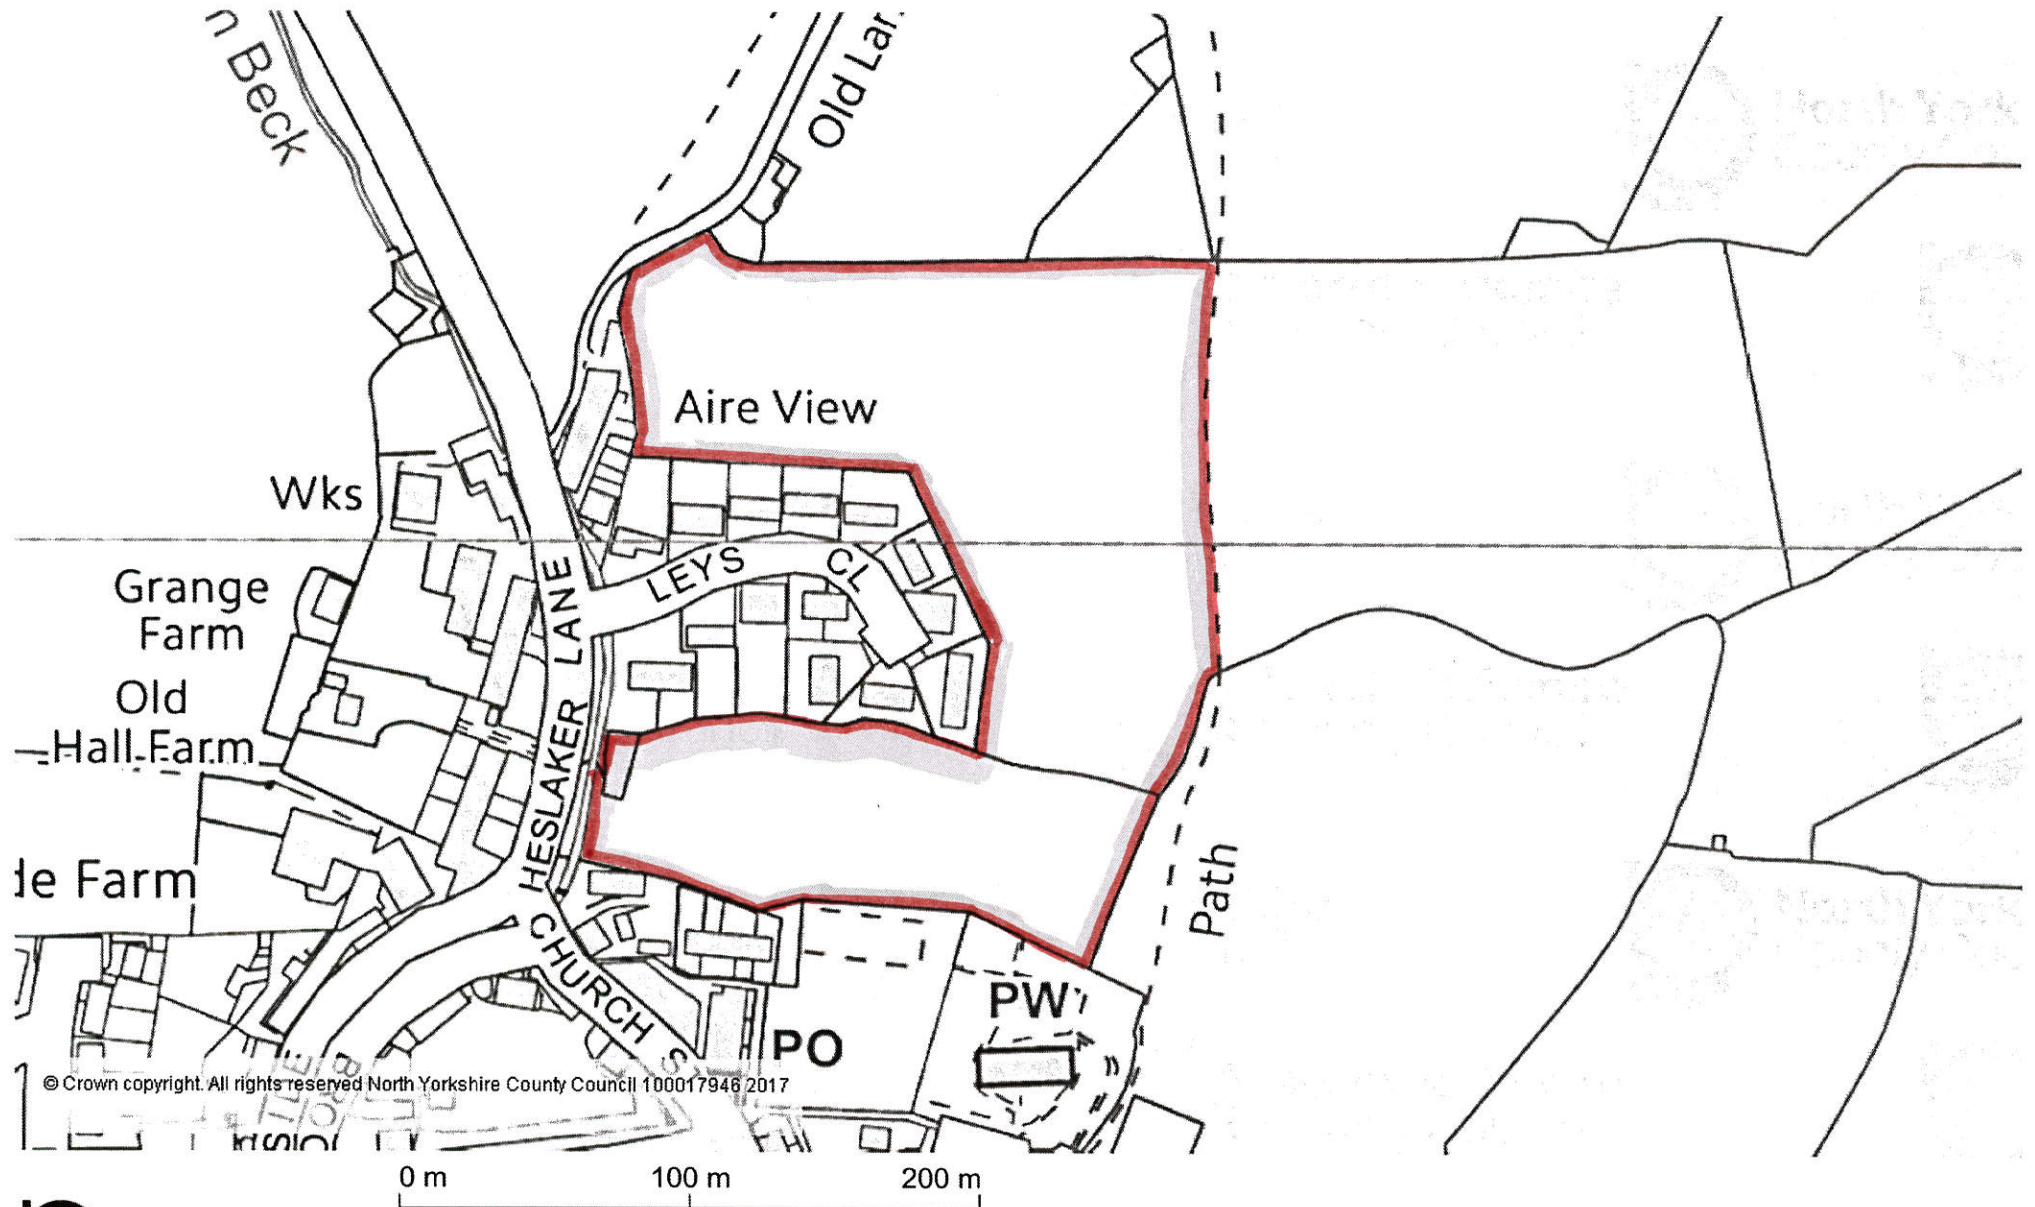 n Beck
Old Lan
Aire View
Wks
LEYS CL
Grange
Farm
HESLAKER LANE
Old
Hall Farm
de Farm
Path
CHURCH S
PW
PO
© Crown copyright. All rights reserved North Yorkshire County Council 100017946 2017
0 m 100 m 200 m